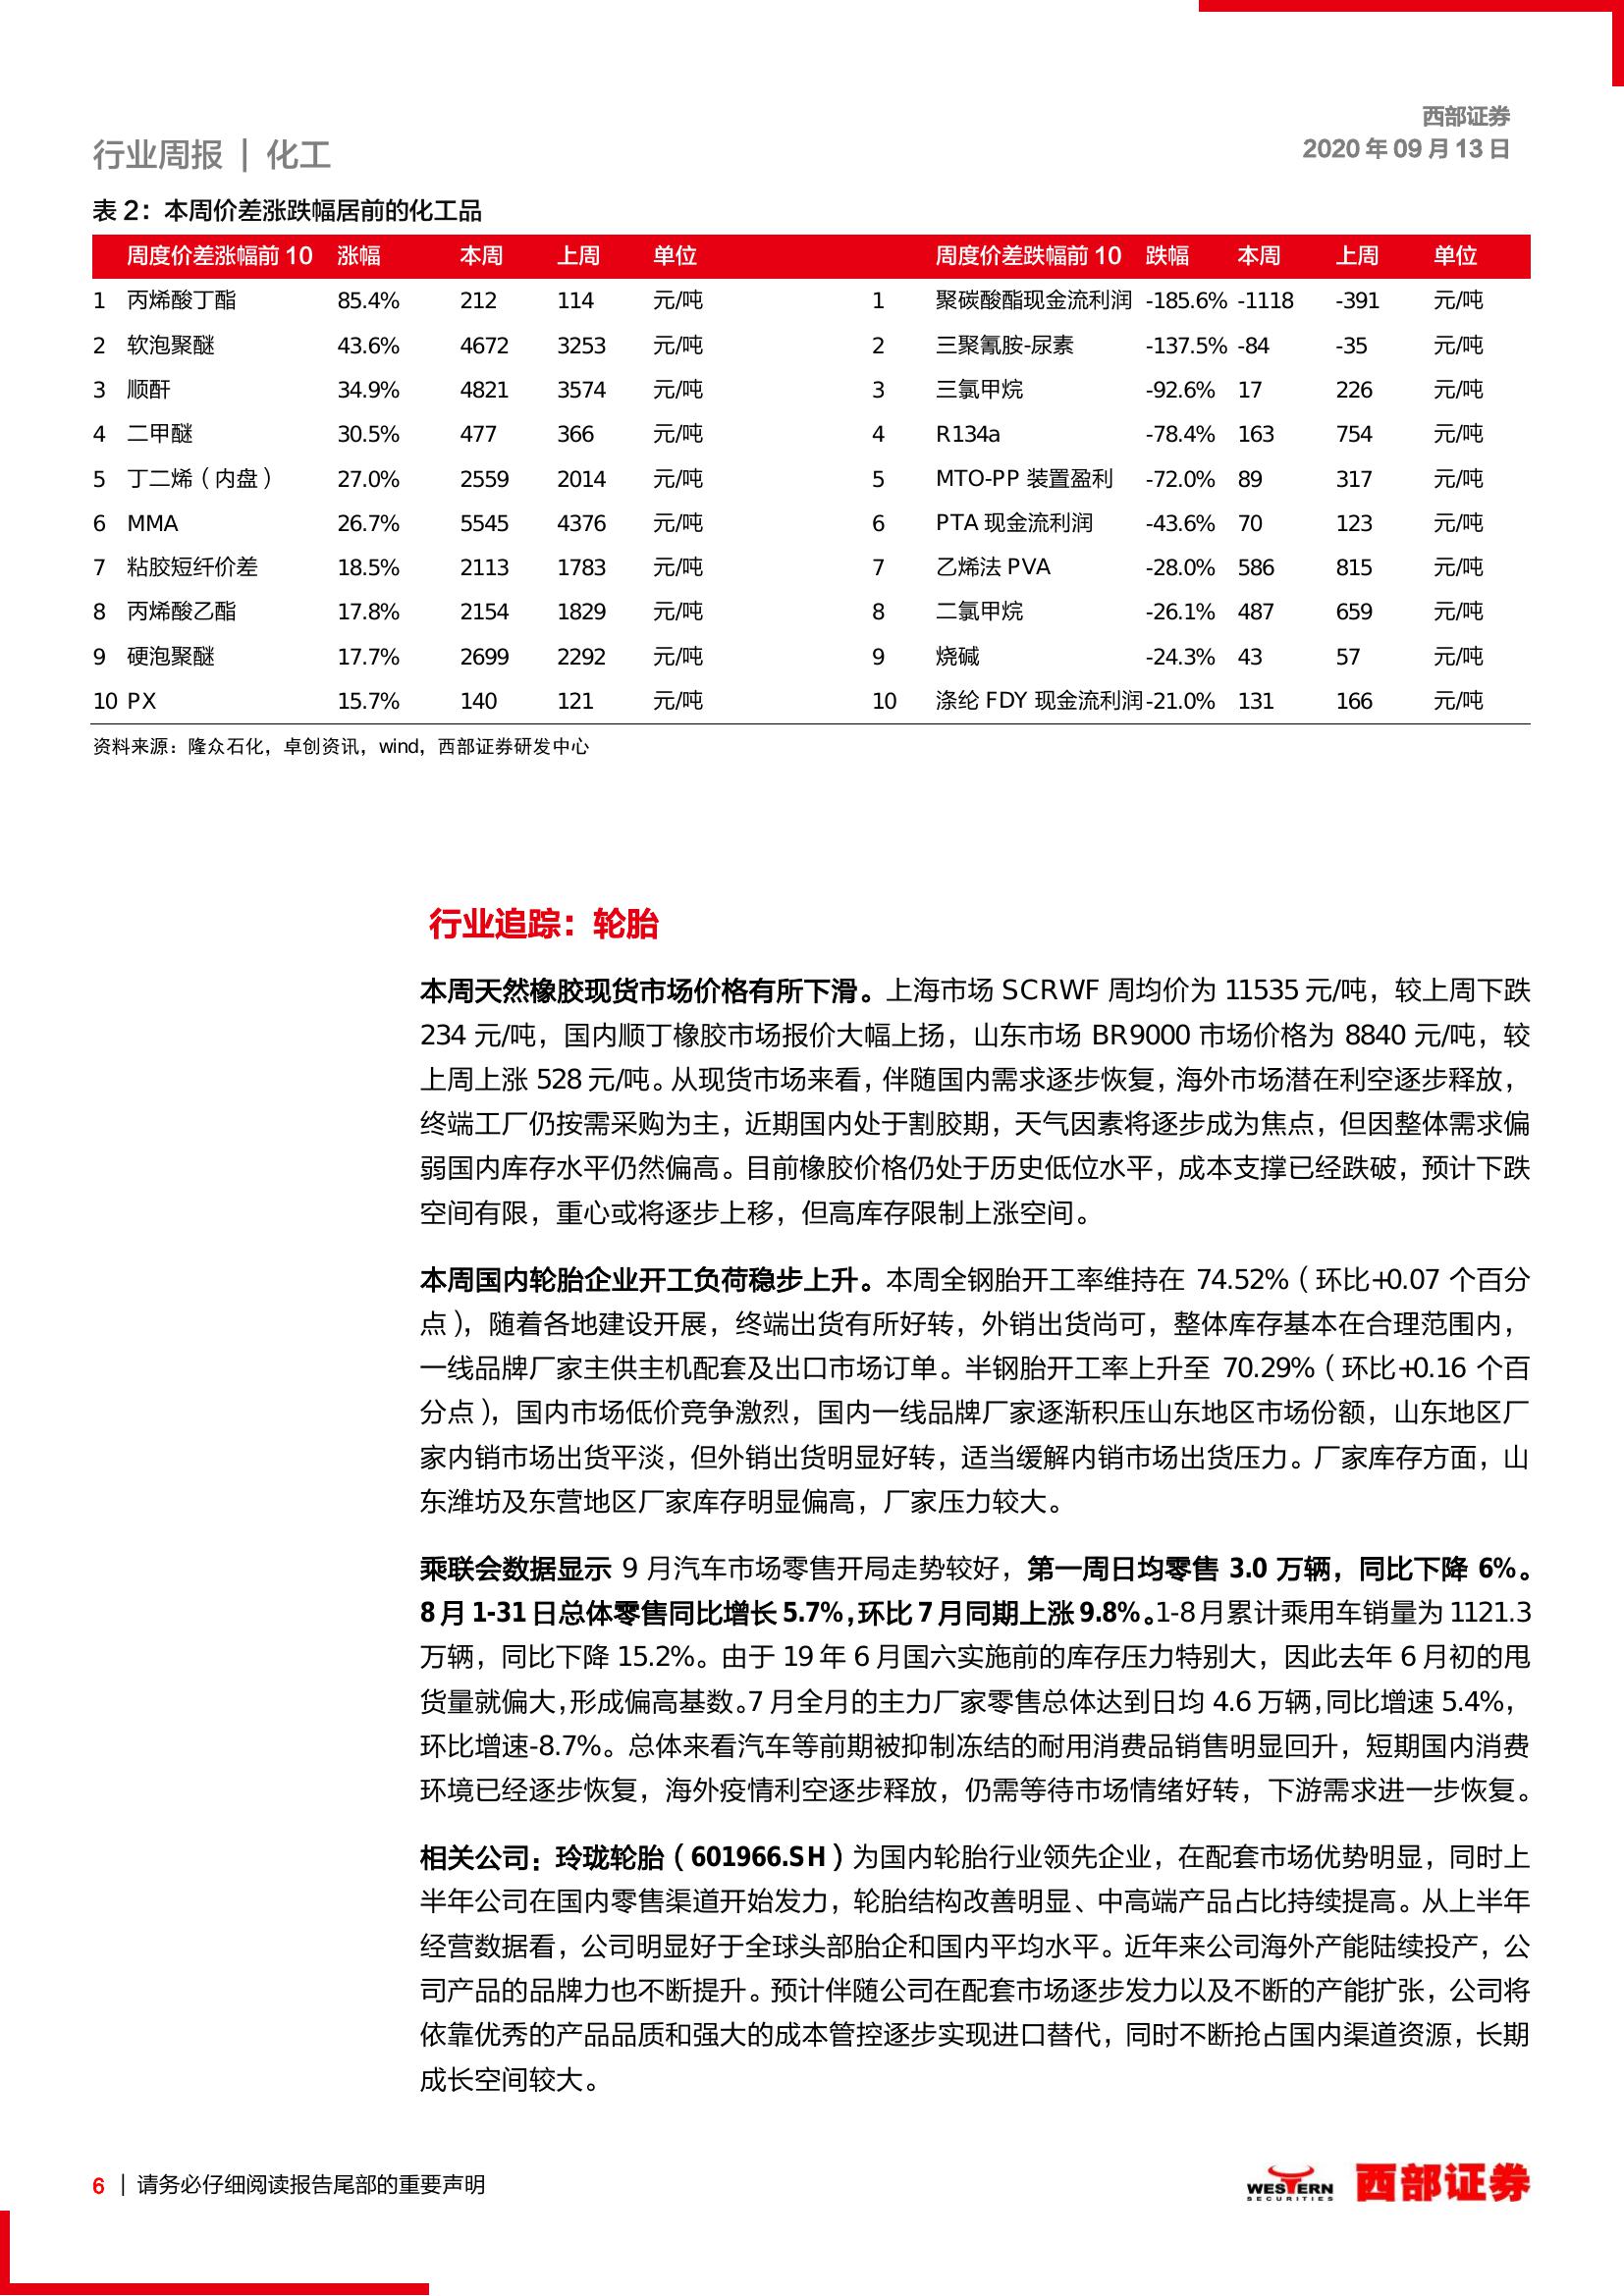 西部证券
行业周报 | 化工
2020 年 09 月 13 日
表 2：本周价差涨跌幅居前的化工品
周度价差涨幅前 10 涨幅 本周 上周 单位 周度价差跌幅前 10 跌幅 本周 上周 单位
1 丙烯酸丁酯 85.4% 212 114 元/吨 1 聚碳酸酯现金流利润 -185.6% -1118 -391 元/吨
2 软泡聚醚 43.6% 4672 3253 元/吨 2 三聚氰胺-尿素 -137.5% -84 -35 元/吨
3 顺酐 34.9% 4821 3574 元/吨 3 三氯甲烷 -92.6% 17 226 元/吨
4 二甲醚 30.5% 477 366 元/吨 4 R134a -78.4% 163 754 元/吨
5 丁二烯（内盘） 27.0% 2559 2014 元/吨 5 MTO-PP 装置盈利 -72.0% 89 317 元/吨
6 MMA 26.7% 5545 4376 元/吨 6 PTA 现金流利润 -43.6% 70 123 元/吨
7 粘胶短纤价差 18.5% 2113 1783 元/吨 7 乙烯法 PVA -28.0% 586 815 元/吨
8 丙烯酸乙酯 17.8% 2154 1829 元/吨 8 二氯甲烷 -26.1% 487 659 元/吨
9 硬泡聚醚 17.7% 2699 2292 元/吨 9 烧碱 -24.3% 43 57 元/吨
10 PX 15.7% 140 121 元/吨 10 涤纶 FDY 现金流利润 -21.0% 131 166 元/吨
资料来源：隆众石化，卓创资讯，wind，西部证券研发中心
行业追踪：轮胎
本周天然橡胶现货市场价格有所下滑。上海市场 SCRWF 周均价为 11535 元/吨，较上周下跌
234 元/吨，国内顺丁橡胶市场报价大幅上扬，山东市场 BR9000 市场价格为 8840 元/吨，较
上周上涨 528 元/吨。从现货市场来看，伴随国内需求逐步恢复，海外市场潜在利空逐步释放，
终端工厂仍按需采购为主，近期国内处于割胶期，天气因素将逐步成为焦点，但因整体需求偏
弱国内库存水平仍然偏高。目前橡胶价格仍处于历史低位水平，成本支撑已经跌破，预计下跌
空间有限，重心或将逐步上移，但高库存限制上涨空间。
本周国内轮胎企业开工负荷稳步上升。本周全钢胎开工率维持在 74.52%（环比+0.07 个百分
点），随着各地建设开展，终端出货有所好转，外销出货尚可，整体库存基本在合理范围内，
一线品牌厂家主供主机配套及出口市场订单。半钢胎开工率上升至 70.29%（环比+0.16 个百
分点），国内市场低价竞争激烈，国内一线品牌厂家逐渐积压山东地区市场份额，山东地区厂
家内销市场出货平淡，但外销出货明显好转，适当缓解内销市场出货压力。厂家库存方面，山
东潍坊及东营地区厂家库存明显偏高，厂家压力较大。
乘联会数据显示 9 月汽车市场零售开局走势较好，第一周日均零售 3.0 万辆，同比下降 6%。
8 月 1-31 日总体零售同比增长 5.7%，环比 7 月同期上涨 9.8%。1-8 月累计乘用车销量为 1121.3
万辆，同比下降 15.2%。由于 19 年 6 月国六实施前的库存压力特别大，因此去年 6 月初的甩
货量就偏大，形成偏高基数。7 月全月的主力厂家零售总体达到日均 4.6 万辆，同比增速 5.4%，
环比增速-8.7%。总体来看汽车等前期被抑制冻结的耐用消费品销售明显回升，短期国内消费
环境已经逐步恢复，海外疫情利空逐步释放，仍需等待市场情绪好转，下游需求进一步恢复。
相关公司：玲珑轮胎（601966.SH）为国内轮胎行业领先企业，在配套市场优势明显，同时上
半年公司在国内零售渠道开始发力，轮胎结构改善明显、中高端产品占比持续提高。从上半年
经营数据看，公司明显好于全球头部胎企和国内平均水平。近年来公司海外产能陆续投产，公
司产品的品牌力也不断提升。预计伴随公司在配套市场逐步发力以及不断的产能扩张，公司将
依靠优秀的产品品质和强大的成本管控逐步实现进口替代，同时不断抢占国内渠道资源，长期
成长空间较大。
6 | 请务必仔细阅读报告尾部的重要声明
WESTERN
SECURITIES
西部证券